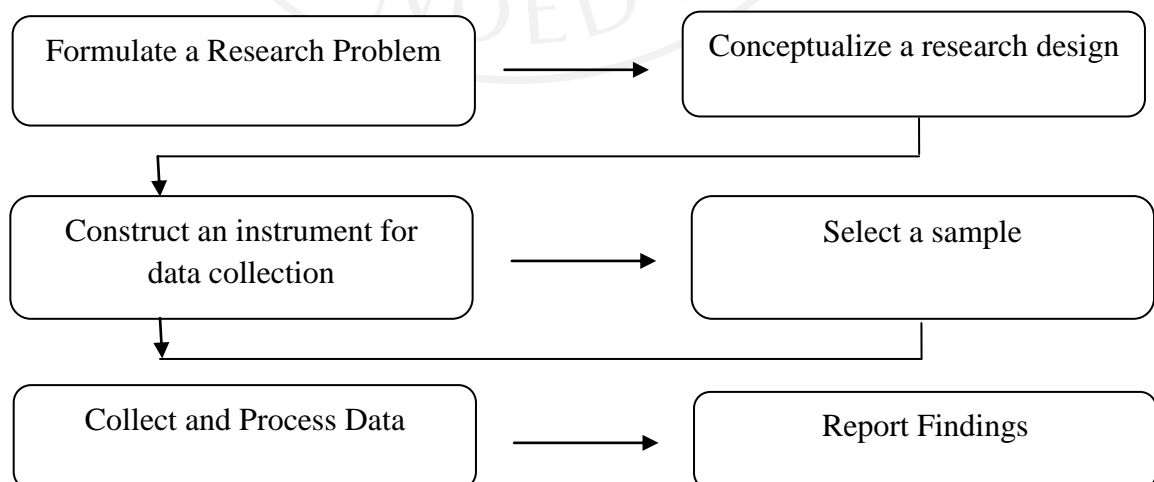 Formulate a Research Problem
Conceptualize a research design
Construct an instrument for
data collection
Select a sample
Collect and Process Data
Report Findings